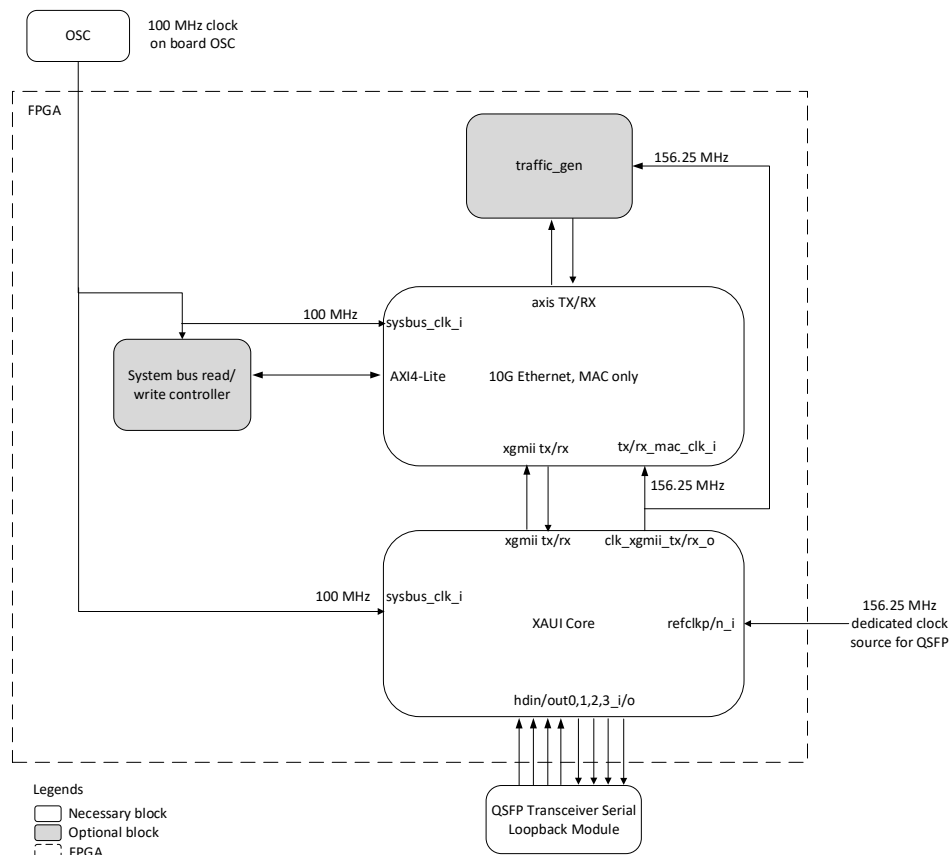 OSC
100 MHz clock
on board OSC
FPGA
traffic_gen
156.25 MHz
axis TX/RX
100 MHz
sysbus_clk_i
System bus read/
write controller
AXI4-Lite
10G Ethernet, MAC only
xgmii tx/rx
tx/rx_mac_clk_i
156.25 MHz
xgmii tx/rx
clk_xgmii_tx/rx_o
100 MHz
sysbus_clk_i
XAUI Core
refclkp/n_i
156.25 MHz
dedicated clock
source for QSFP
hdin/out0,1,2,3_i/o
QSFP Transceiver Serial
Loopback Module
Legends
Necessary block
Optional block
FPGA